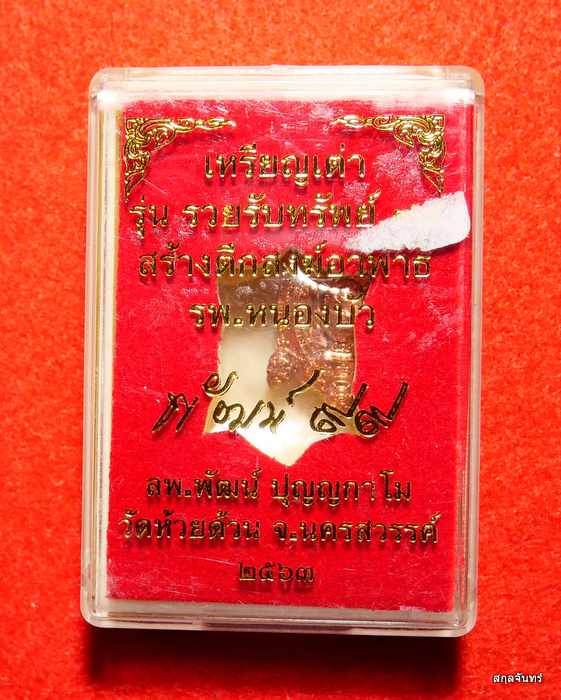 เหรียญเต่า
รุ่น รวยรับทรัพย์
สร้างตึกสงฆ์อาพาธ
รพ.หนองบัว
พัฒน์ ๙๙
ลพ.พัฒน์ ปุญญกาโม
วัดห้วยด้วน จ.นครสวรรค์
๒๕๖๓
สกุลจันทร์